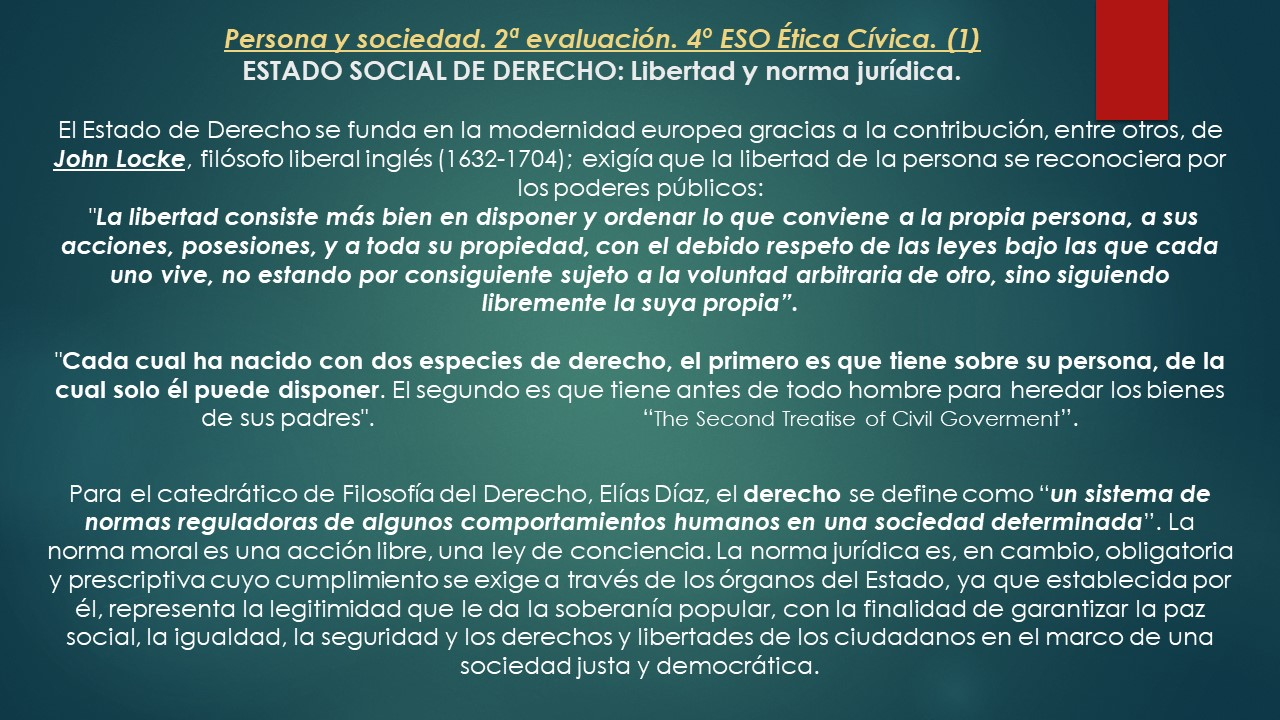 Persona y sociedad. 2ª evaluación. 4º ESO Ética Cívica. (1)
ESTADO SOCIAL DE DERECHO: Libertad y norma jurídica.
El Estado de Derecho se funda en la modernidad europea gracias a la contribución, entre otros, de
John Locke, filósofo liberal inglés (1632-1704); exigía que la libertad de la persona se reconociera por
los poderes públicos:
"La libertad consiste más bien en disponer y ordenar lo que conviene a la propia persona, a sus
acciones, posesiones, y a toda su propiedad, con el debido respeto de las leyes bajo las que cada
uno vive, no estando por consiguiente sujeto a la voluntad arbitraria de otro, sino siguiendo
libremente la suya propia”.
"Cada cual ha nacido con dos especies de derecho, el primero es que tiene sobre su persona, de la
cual solo él puede disponer. El segundo es que tiene antes de todo hombre para heredar los bienes
de sus padres". “The Second Treatise of Civil Goverment”.
Para el catedrático de Filosofía del Derecho, Elías Díaz, el derecho se define como “un sistema de
normas reguladoras de algunos comportamientos humanos en una sociedad determinada”. La
norma moral es una acción libre, una ley de conciencia. La norma jurídica es, en cambio, obligatoria
y prescriptiva cuyo cumplimiento se exige a través de los órganos del Estado, ya que establecida por
él, representa la legitimidad que le da la soberanía popular, con la finalidad de garantizar la paz
social, la igualdad, la seguridad y los derechos y libertades de los ciudadanos en el marco de una
sociedad justa y democrática.